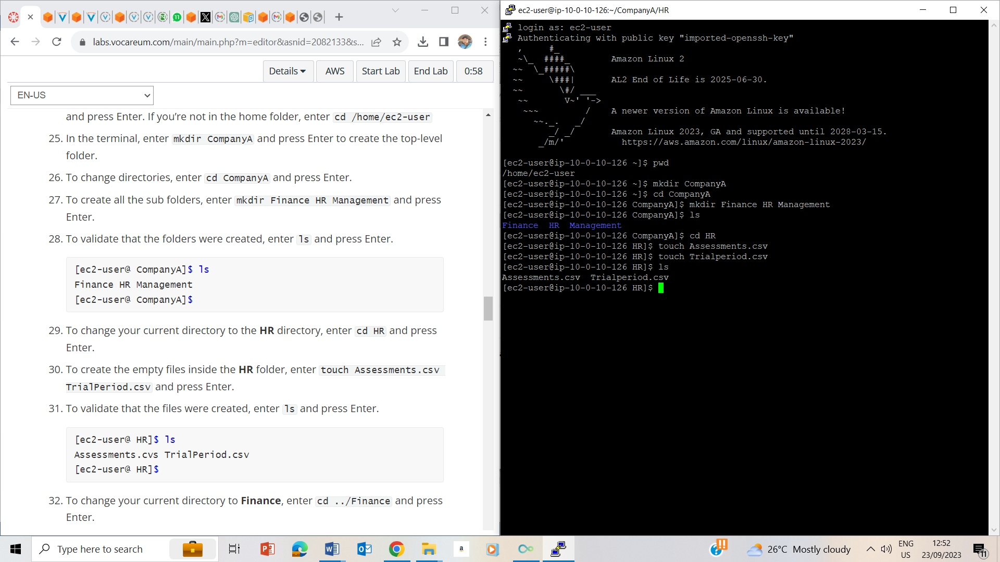 labs.vocareum.com/main/main.php?m=editor&asnid=2082133&s...
Details
AWS
Start Lab
End Lab
0:58
EN-US
and press Enter. If you’re not in the home folder, enter cd /home/ec2-user
25. In the terminal, enter mkdir CompanyA and press Enter to create the top-level
folder.
26. To change directories, enter cd CompanyA and press Enter.
27. To create all the sub folders, enter mkdir Finance HR Management and press
Enter.
28. To validate that the folders were created, enter ls and press Enter.
[ec2-user@ CompanyA]$ ls
Finance HR Management
[ec2-user@ CompanyA]$
29. To change your current directory to the HR directory, enter cd HR and press
Enter.
30. To create the empty files inside the HR folder, enter touch Assessments.csv
TrialPeriod.csv and press Enter.
31. To validate that the files were created, enter ls and press Enter.
[ec2-user@ HR]$ ls
Assessments.cvs TrialPeriod.csv
[ec2-user@ HR]$
32. To change your current directory to Finance, enter cd ../Finance and press
Enter.
ec2-user@ip-10-0-10-126:~/CompanyA/HR
login as: ec2-user
Authenticating with public key "imported-openssh-key"
,     #_
~\_  ####_        Amazon Linux 2
~~  \_#####\
~~     \###|       AL2 End of Life is 2025-06-30.
~~       \#/ ___
~~       V~' '->
~~~         /    A newer version of Amazon Linux is available!
~~._.   _/
_/ _/       Amazon Linux 2023, GA and supported until 2028-03-15.
_/m/'           https://aws.amazon.com/linux/amazon-linux-2023/
[ec2-user@ip-10-0-10-126 ~]$ pwd
/home/ec2-user
[ec2-user@ip-10-0-10-126 ~]$ mkdir CompanyA
[ec2-user@ip-10-0-10-126 ~]$ cd CompanyA
[ec2-user@ip-10-0-10-126 CompanyA]$ mkdir Finance HR Management
[ec2-user@ip-10-0-10-126 CompanyA]$ ls
Finance  HR  Management
[ec2-user@ip-10-0-10-126 CompanyA]$ cd HR
[ec2-user@ip-10-0-10-126 HR]$ touch Assessments.csv
[ec2-user@ip-10-0-10-126 HR]$ touch Trialperiod.csv
[ec2-user@ip-10-0-10-126 HR]$ ls
Assessments.csv  Trialperiod.csv
[ec2-user@ip-10-0-10-126 HR]$
Type here to search
26°C Mostly cloudy
ENG
US
12:52
23/09/2023
11